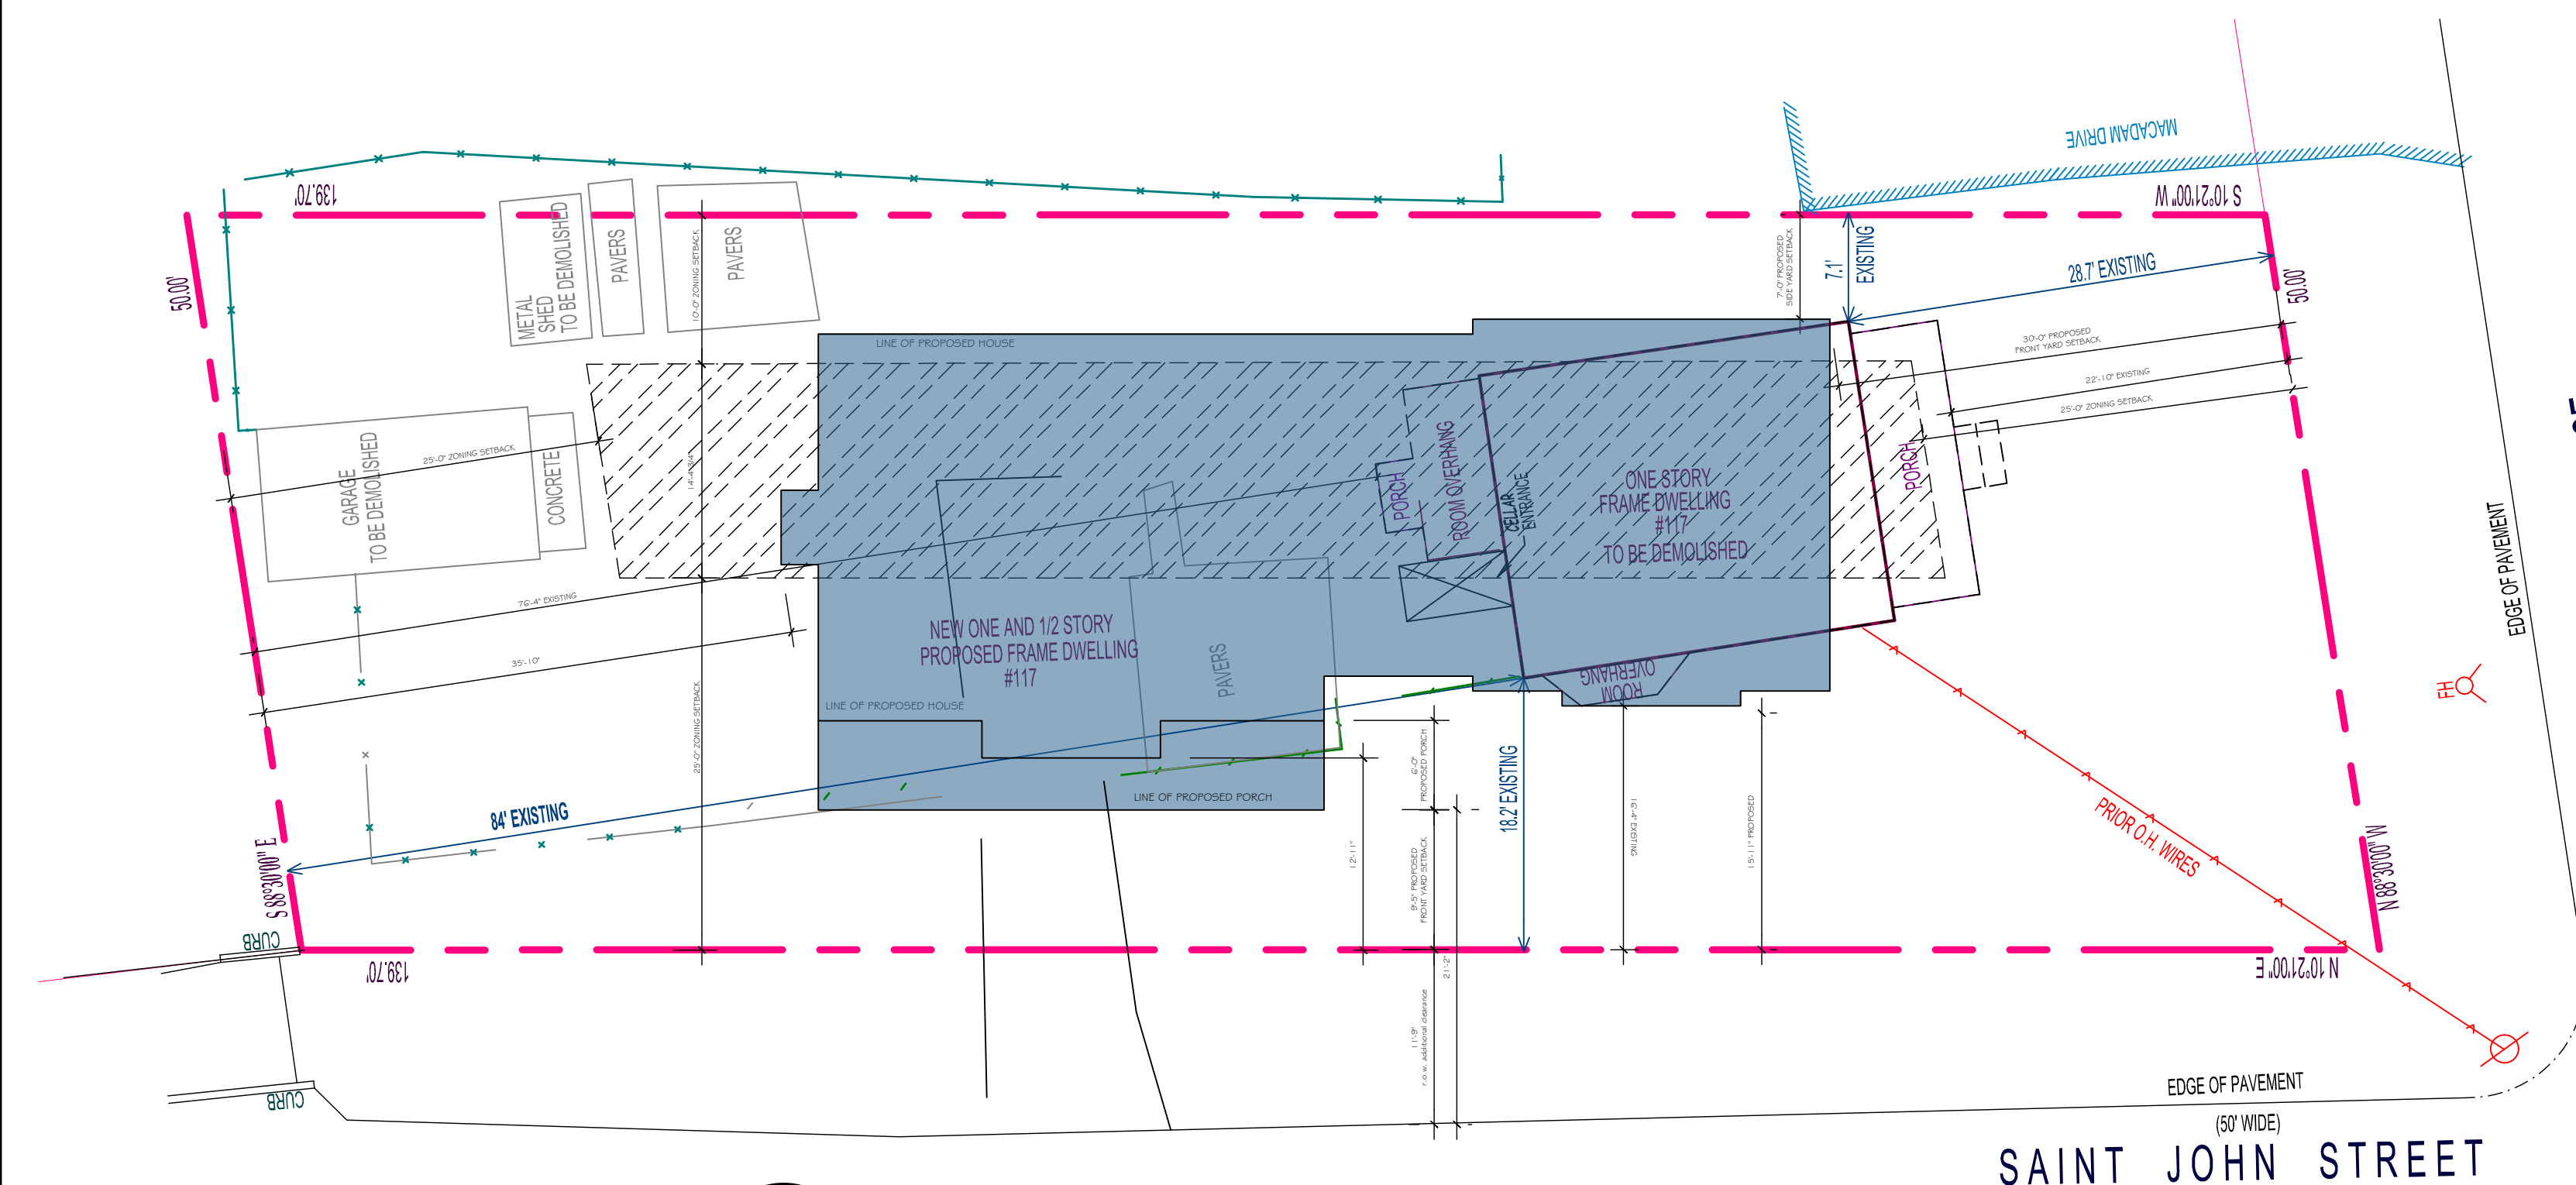 MACADAM DRIVE
139.70'
S 10°21'00" W
50.00'
METAL
SHED
TO BE DEMOLISHED
PAVERS
PAVERS
10'-0" ZONING SETBACK
7'-0" PROPOSED
SIDE YARD SETBACK
7.1'
EXISTING
28.7' EXISTING
50.00'
30'-0" PROPOSED
FRONT YARD SETBACK
22'-10" EXISTING
25'-0" ZONING SETBACK
LINE OF PROPOSED HOUSE
GARAGE
TO BE DEMOLISHED
25'-0" ZONING SETBACK
CONCRETE
14'-4 3/4"
PORCH
ROOM OVERHANG
CELLAR
ENTRANCE
ONE STORY
FRAME DWELLING
#117
TO BE DEMOLISHED
PORCH
EDGE OF PAVEMENT
76'-4" EXISTING
35'-10"
NEW ONE AND 1/2 STORY
PROPOSED FRAME DWELLING
#117
PAVERS
ROOM
OVERHANG
FH
LINE OF PROPOSED HOUSE
25'-0" ZONING SETBACK
84' EXISTING
LINE OF PROPOSED PORCH
6'-0"
PROPOSED PORCH
18.2' EXISTING
16'-4" EXISTING
15'-11" PROPOSED
12'-11"
9'-5" PROPOSED
FRONT YARD SETBACK
PRIOR O.H. WIRES
S 88°30'00" E
N 88°30'00" W
CURB
139.70'
21'-2"
N 10°21'00" E
11'-9"
r.o.w. additional clearance
CURB
EDGE OF PAVEMENT
(50' WIDE)
SAINT JOHN STREET